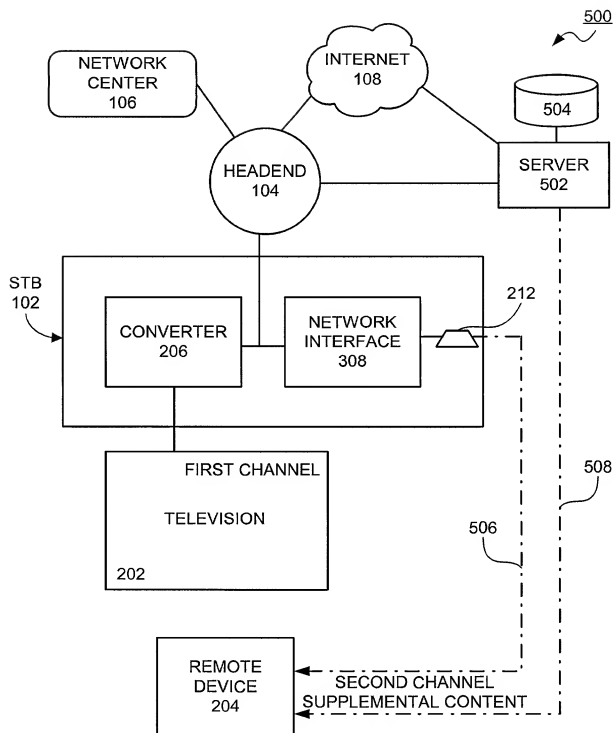 500
NETWORK
CENTER
106
INTERNET
108
504
HEADEND
104
SERVER
502
STB
102
CONVERTER
206
NETWORK
INTERFACE
308
212
FIRST CHANNEL
TELEVISION
202
508
506
REMOTE
DEVICE
204
SECOND CHANNEL
SUPPLEMENTAL CONTENT